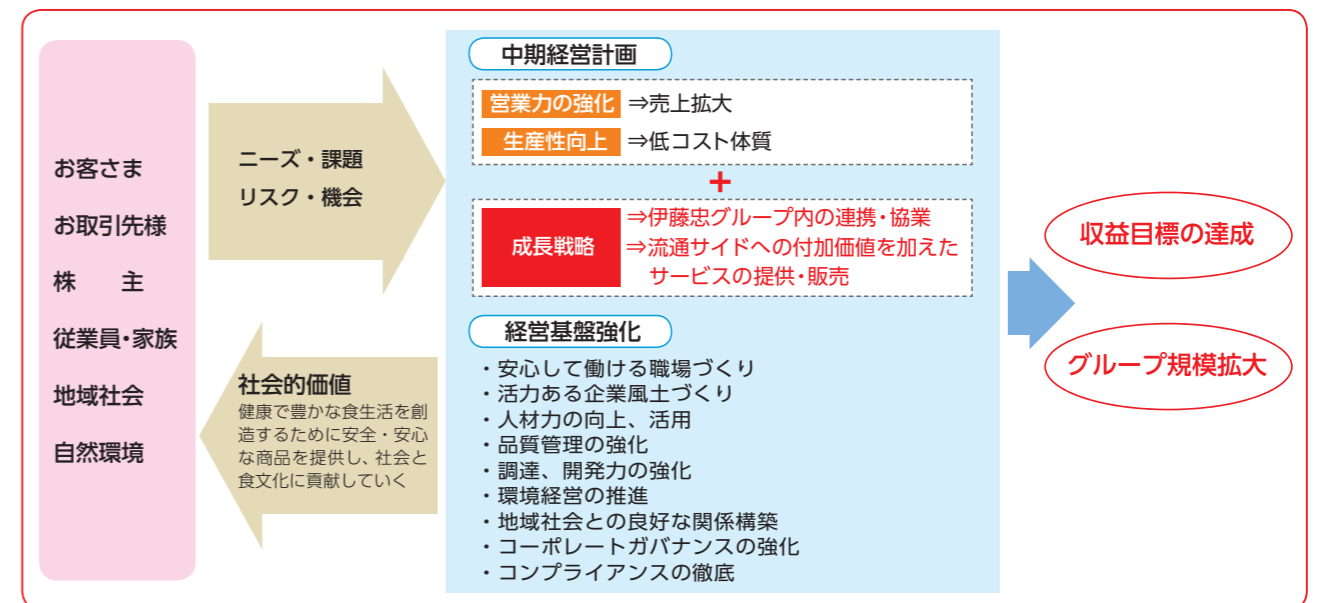 お客さま
お取引先様
株　主
従業員・家族
地域社会
自然環境
ニーズ・課題
リスク・機会
社会的価値
健康で豊かな食生活を創
造するために安全・安心
な商品を提供し、社会と
食文化に貢献していく
中期経営計画
営業力の強化 ⇒売上拡大
生産性向上 ⇒低コスト体質
+
成長戦略
⇒伊藤忠グループ内の連携・協業
⇒流通サイドへの付加価値を加えた
サービスの提供・販売
経営基盤強化
・安心して働ける職場づくり
・活力ある企業風土づくり
・人材力の向上、活用
・品質管理の強化
・調達、開発力の強化
・環境経営の推進
・地域社会との良好な関係構築
・コーポレートガバナンスの強化
・コンプライアンスの徹底
収益目標の達成
グループ規模拡大